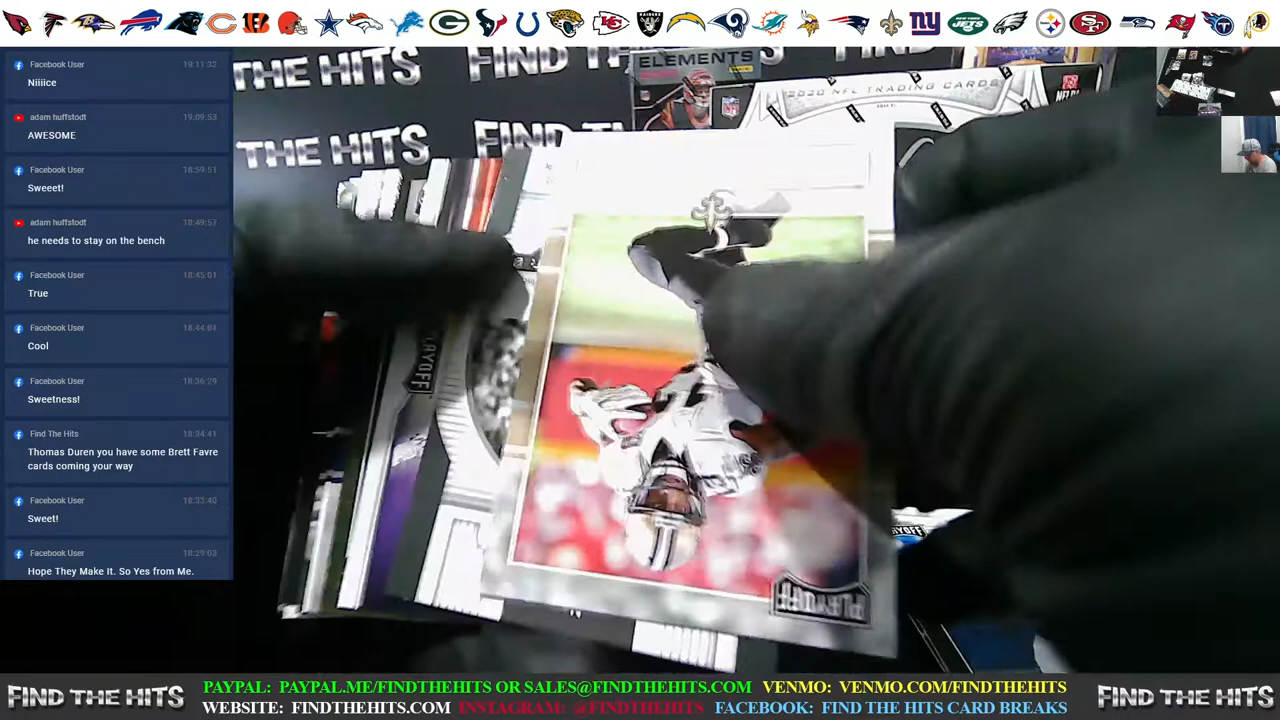 Facebook User 19:11:32
Niiiice
adam huffstodt 19:09:53
AWESOME
Facebook User 18:59:51
Sweeet!
adam huffstodt 18:49:57
he needs to stay on the bench
Facebook User 18:45:01
True
Facebook User 18:44:04
Cool
Facebook User 18:36:29
Sweetness!
Find The Hits 18:34:41
Thomas Duren you have some Brett Favre
cards coming your way
Facebook User 18:33:40
Sweet!
Facebook User 18:29:03
Hope They Make It. So Yes from Me.
THE HITS FIND
ELEMENTS
2020 NFL TRADING CARDS
THE HITS FIND
PLAYOFF
PLAYOFF
FIND THE HITS
PAYPAL: PAYPAL.ME/FINDTHEHITS OR SALES@FINDTHEHITS.COM VENMO: VENMO.COM/FINDTHEHITS
WEBSITE: FINDTHEHITS.COM INSTAGRAM: @FINDTHEHITS FACEBOOK: FIND THE HITS CARD BREAKS
FIND THE HITS